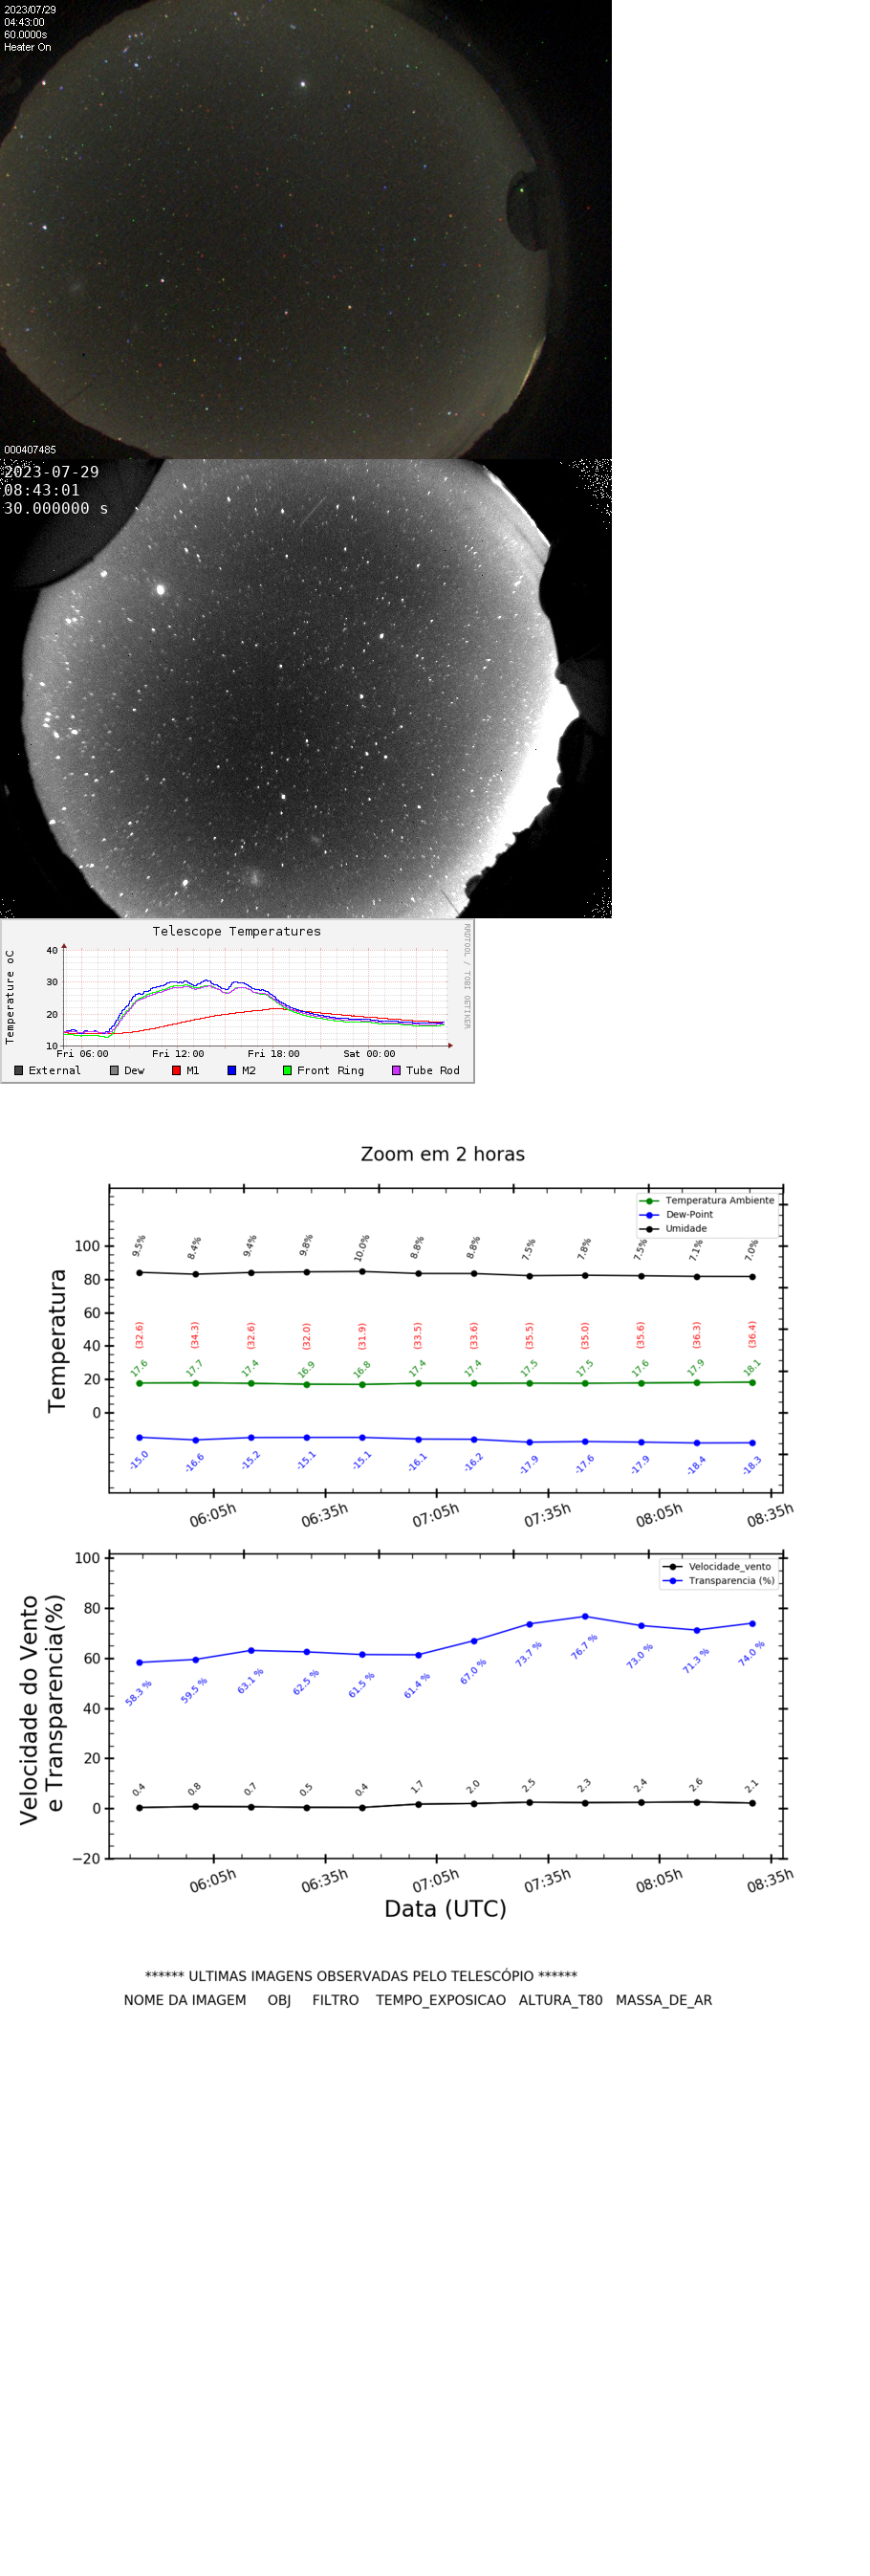 2023/07/29
04:43:00
60.0000s
Heater On
000407485
2023-07-29
08:43:01
30.000000 s
Telescope Temperatures
RRDTOOL / TOBI OETIKER
Temperature oC
40
30
20
10
Fri 06:00 Fri 12:00 Fri 18:00 Sat 00:00
External Dew M1 M2 Front Ring Tube Rod
Zoom em 2 horas
Temperatura Ambiente
Dew-Point
Umidade
Temperatura
100
80
60
40
20
0
9.5% 8.4% 9.4% 9.8% 10.0% 8.8% 8.8% 7.5% 7.8% 7.5% 7.1% 7.0%
(32.6) (34.3) (32.6) (32.0) (31.9) (33.5) (33.6) (35.5) (35.0) (35.6) (36.3) (36.4)
17.6 17.7 17.4 16.9 16.8 17.4 17.4 17.5 17.5 17.6 17.9 18.1
-15.0 -16.6 -15.2 -15.1 -15.1 -16.1 -16.2 -17.9 -17.6 -17.9 -18.4 -18.3
06:05h 06:35h 07:05h 07:35h 08:05h 08:35h
Velocidade_vento
Transparencia (%)
Velocidade do Vento
e Transparencia(%)
100
80
60
40
20
0
−20
58.3 % 59.5 % 63.1 % 62.5 % 61.5 % 61.4 % 67.0 % 73.7 % 76.7 % 73.0 % 71.3 % 74.0 %
0.4 0.8 0.7 0.5 0.4 1.7 2.0 2.5 2.3 2.4 2.6 2.1
06:05h 06:35h 07:05h 07:35h 08:05h 08:35h
Data (UTC)
****** ULTIMAS IMAGENS OBSERVADAS PELO TELESCÓPIO ******
NOME DA IMAGEM OBJ FILTRO TEMPO_EXPOSICAO ALTURA_T80 MASSA_DE_AR